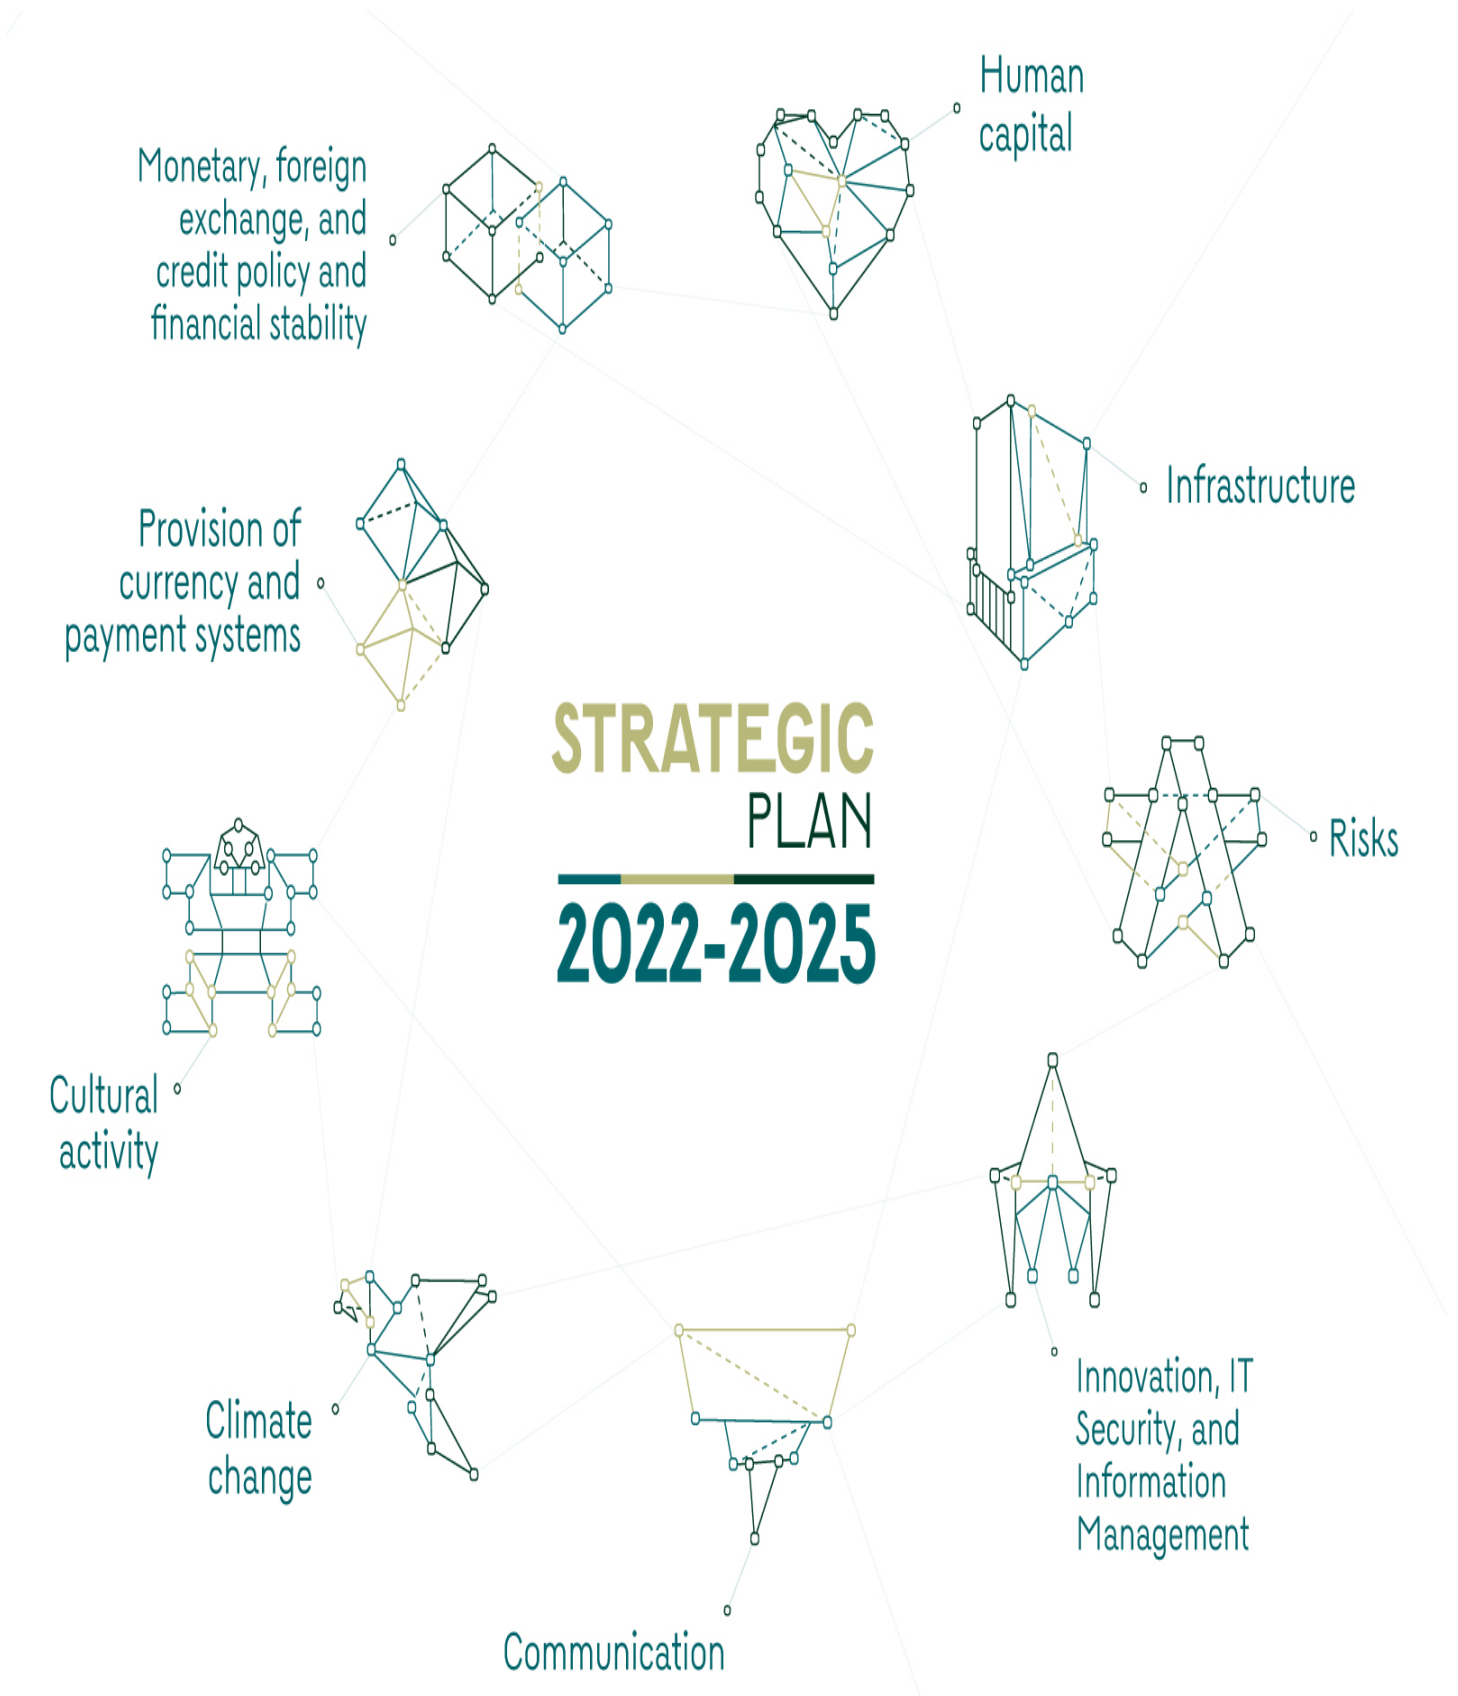 Human
capital
Monetary, foreign
exchange, and
credit policy and
financial stability
Infrastructure
Provision of
currency and
payment systems
STRATEGIC
PLAN
2022-2025
Risks
Cultural
activity
Climate
change
Innovation, IT
Security, and
Information
Management
Communication